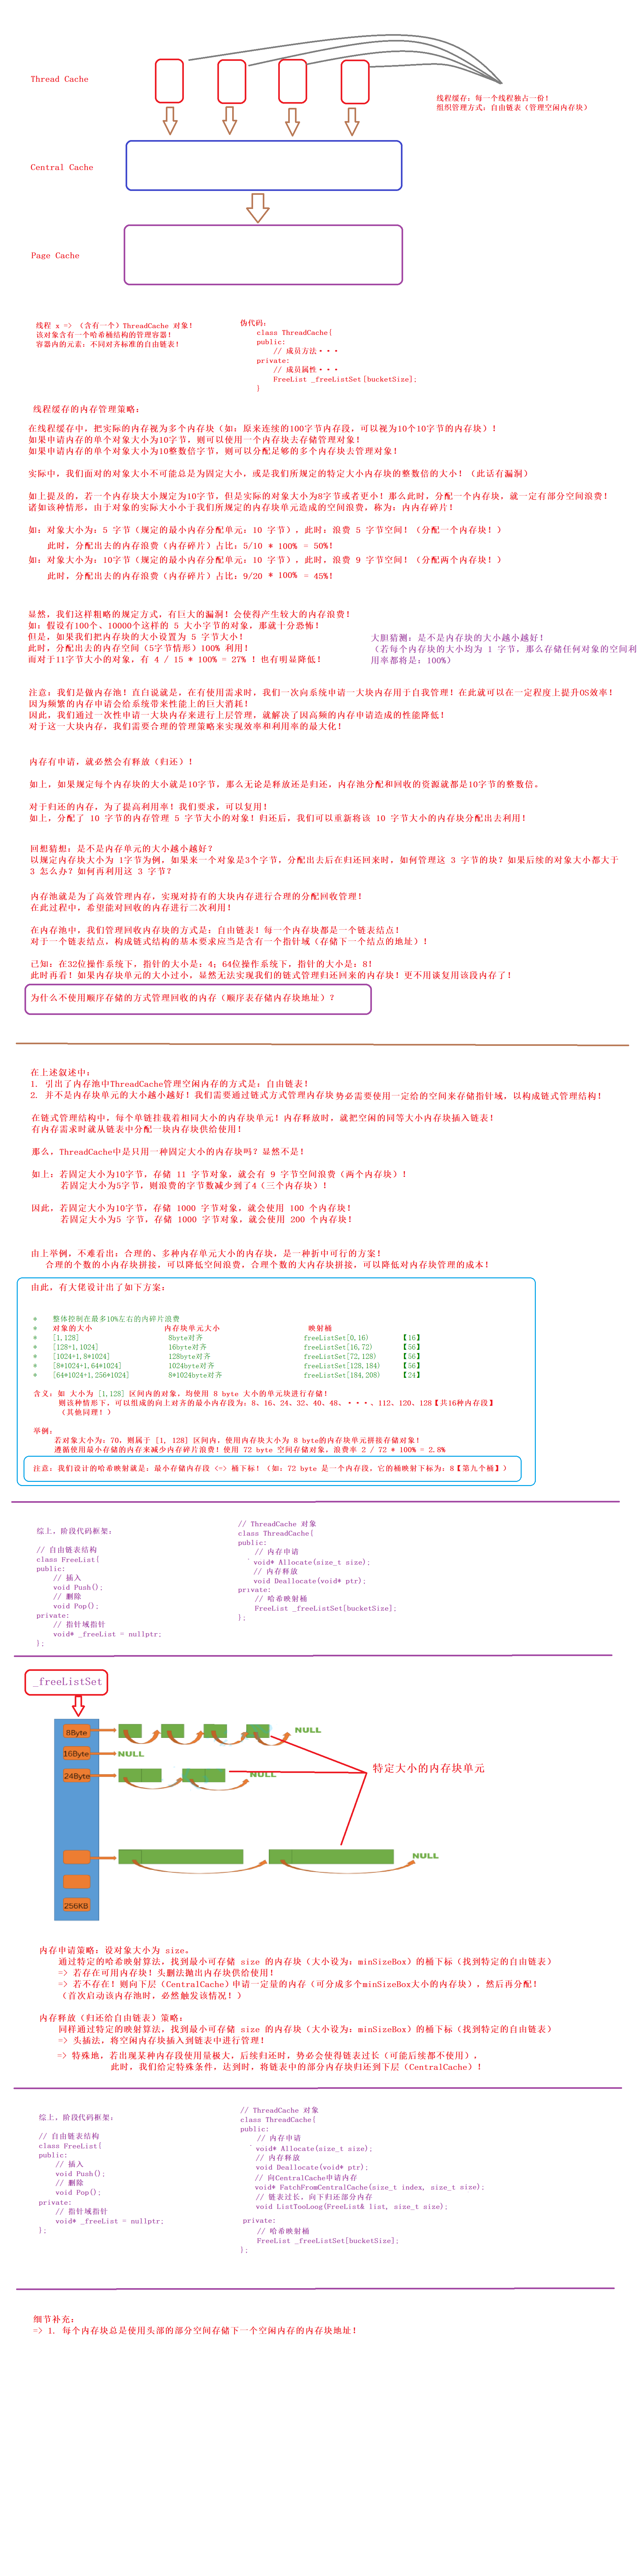 Thread Cache
线程缓存：每一个线程独占一份！
组织管理方式：自由链表（管理空闲内存块）
Central Cache
Page Cache
线程 x => （含有一个）ThreadCache 对象！
该对象含有一个哈希桶结构的管理容器！
容器内的元素：不同对齐标准的自由链表！
伪代码：
class ThreadCache{
public:
// 成员方法···
private:
// 成员属性···
FreeList _freeListSet[bucketSize];
}
线程缓存的内存管理策略：
在线程缓存中，把实际的内存视为多个内存块（如：原来连续的100字节内存段，可以视为10个10字节的内存块）！
如果申请内存的单个对象大小为10字节，则可以使用一个内存块去存储管理对象！
如果申请内存的单个对象大小为10整数倍字节，则可以分配足够的多个内存块去管理对象！
实际中，我们面对的对象大小不可能总是为固定大小，或是我们所规定的特定大小内存块的整数倍的大小！（此话有漏洞）
如上提及的，若一个内存块大小规定为10字节，但是实际的对象大小为8字节或者更小！那么此时，分配一个内存块，就一定有部分空间浪费！
诸如该种情形，由于对象的实际大小小于我们所规定的内存块单元造成的空间浪费，称为：内内存碎片！
如：对象大小为：5 字节（规定的最小内存分配单元：10 字节），此时：浪费 5 字节空间！（分配一个内存块！）
此时，分配出去的内存浪费（内存碎片）占比：5/10 * 100% = 50%！
如：对象大小为：10字节（规定的最小内存分配单元：10 字节），此时，浪费 9 字节空间！（分配两个内存块！）
此时，分配出去的内存浪费（内存碎片）占比：9/20 * 100% = 45%！
显然，我们这样粗略的规定方式，有巨大的漏洞！会使得产生较大的内存浪费！
如：假设有100个、10000个这样的 5 大小字节的对象，那就十分恐怖！
但是，如果我们把内存块的大小设置为 5 字节大小！
此时，分配出去的内存空间（5字节情形）100% 利用！
而对于11字节大小的对象，有 4 / 15 * 100% = 27% ！也有明显降低！
大胆猜测：是不是内存块的大小越小越好！
（若每个内存块的大小均为 1 字节，那么存储任何对象的空间利
用率都将是：100%）
注意：我们是做内存池！直白说就是，在有使用需求时，我们一次向系统申请一大块内存用于自我管理！在此就可以在一定程度上提升OS效率！
因为频繁的内存申请会给系统带来性能上的巨大消耗！
因此，我们通过一次性申请一大块内存来进行上层管理，就解决了因高频的内存申请造成的性能降低！
对于这一大块内存，我们需要合理的管理策略来实现效率和利用率的最大化！
内存有申请，就必然会有释放（归还）！
如上，如果规定每个内存块的大小就是10字节，那么无论是释放还是归还，内存池分配和回收的资源就都是10字节的整数倍。
对于归还的内存，为了提高利用率！我们要求，可以复用！
如上，分配了 10 字节的内存管理 5 字节大小的对象！归还后，我们可以重新将该 10 字节大小的内存块分配出去利用！
回想猜想：是不是内存单元的大小越小越好？
以规定内存块大小为 1字节为例，如果来一个对象是3个字节，分配出去后在归还回来时，如何管理这 3 字节的块？如果后续的对象大小都大于
3 怎么办？如何再利用这 3 字节？
内存池就是为了高效管理内存，实现对持有的大块内存进行合理的分配回收管理！
在此过程中，希望能对回收的内存进行二次利用！
在内存池中，我们管理回收内存块的方式是：自由链表！每一个内存块都是一个链表结点！
对于一个链表结点，构成链式结构的基本要求应当是含有一个指针域（存储下一个结点的地址）！
已知：在32位操作系统下，指针的大小是：4；64位操作系统下，指针的大小是：8！
此时再看！如果内存块单元的大小过小，显然无法实现我们的链式管理归还回来的内存块！更不用谈复用该段内存了！
为什么不使用顺序存储的方式管理回收的内存（顺序表存储内存块地址）？
在上述叙述中：
1. 引出了内存池中ThreadCache管理空闲内存的方式是：自由链表！
2. 并不是内存块单元的大小越小越好！我们需要通过链式方式管理内存块 势必需要使用一定给的空间来存储指针域，以构成链式管理结构！
在链式管理结构中，每个单链挂载着相同大小的内存块单元！内存释放时，就把空闲的同等大小内存块插入链表！
有内存需求时就从链表中分配一块内存块供给使用！
那么，ThreadCache中是只用一种固定大小的内存块吗？显然不是！
如上：若固定大小为10字节，存储 11 字节对象，就会有 9 字节空间浪费（两个内存块）！
若固定大小为5字节，则浪费的字节数减少到了4（三个内存块）！
因此，若固定大小为10字节，存储 1000 字节对象，就会使用 100 个内存块！
若固定大小为5 字节，存储 1000 字节对象，就会使用 200 个内存块！
由上举例，不难看出：合理的、多种内存单元大小的内存块，是一种折中可行的方案！
合理的个数的小内存块拼接，可以降低空间浪费，合理个数的大内存块拼接，可以降低对内存块管理的成本！
由此，有大佬设计出了如下方案：
* 整体控制在最多10%左右的内碎片浪费
* 对象的大小 内存块单元大小 映射桶
* [1,128] 8byte对齐 freeListSet[0,16) 【16】
* [128+1,1024] 16byte对齐 freeListSet[16,72) 【56】
* [1024+1,8*1024] 128byte对齐 freeListSet[72,128) 【56】
* [8*1024+1,64*1024] 1024byte对齐 freeListSet[128,184) 【56】
* [64*1024+1,256*1024] 8*1024byte对齐 freeListSet[184,208) 【24】
含义：如 大小为 [1,128] 区间内的对象，均使用 8 byte 大小的单元块进行存储！
则该种情形下，可以组成的向上对齐的最小内存段为：8、16、24、32、40、48、···、112、120、128【共16种内存段】
（其他同理！）
举例：
若对象大小为：70，则属于 [1, 128] 区间内，使用内存块大小为 8 byte的内存块单元拼接存储对象！
遵循使用最小存储的内存来减少内存碎片浪费！使用 72 byte 空间存储对象，浪费率 2 / 72 * 100% = 2.8%
注意：我们设计的哈希映射就是：最小存储内存段 <=> 桶下标！（如：72 byte 是一个内存段，它的桶映射下标为：8【第九个桶】）
综上，阶段代码框架：
// 自由链表结构
class FreeList{
public:
// 插入
void Push();
// 删除
void Pop();
private:
// 指针域指针
void* _freeList = nullptr;
};
// ThreadCache 对象
class ThreadCache{
public:
// 内存申请
void* Allocate(size_t size);
// 内存释放
void Deallocate(void* ptr);
private:
// 哈希映射桶
FreeList _freeListSet[bucketSize];
};
_freeListSet
8Byte
NULL
16Byte
NULL
24Byte
NULL
特定大小的内存块单元
NULL
256KB
内存申请策略：设对象大小为 size。
通过特定的哈希映射算法，找到最小可存储 size 的内存块（大小设为：minSizeBox）的桶下标（找到特定的自由链表）
=> 若存在可用内存块！头删法抛出内存块供给使用！
=> 若不存在！则向下层（CentralCache）申请一定量的内存（可分成多个minSizeBox大小的内存块），然后再分配！
（首次启动该内存池时，必然触发该情况！）
内存释放（归还给自由链表）策略：
同样通过特定的映射算法，找到最小可存储 size 的内存块（大小设为：minSizeBox）的桶下标（找到特定的自由链表）
=> 头插法，将空闲内存块插入到链表中进行管理！
=> 特殊地，若出现某种内存段使用量极大，后续归还时，势必会使得链表过长（可能后续都不使用），
此时，我们给定特殊条件，达到时，将链表中的部分内存块归还到下层（CentralCache）！
综上，阶段代码框架：
// 自由链表结构
class FreeList{
public:
// 插入
void Push();
// 删除
void Pop();
private:
// 指针域指针
void* _freeList = nullptr;
};
// ThreadCache 对象
class ThreadCache{
public:
// 内存申请
void* Allocate(size_t size);
// 内存释放
void Deallocate(void* ptr);
// 向CentralCache申请内存
void* FatchFromCentralCache(size_t index, size_t size);
// 链表过长，向下归还部分内存
void ListTooLoog(FreeList& list, size_t size);
private:
// 哈希映射桶
FreeList _freeListSet[bucketSize];
};
细节补充：
=> 1. 每个内存块总是使用头部的部分空间存储下一个空闲内存的内存块地址！